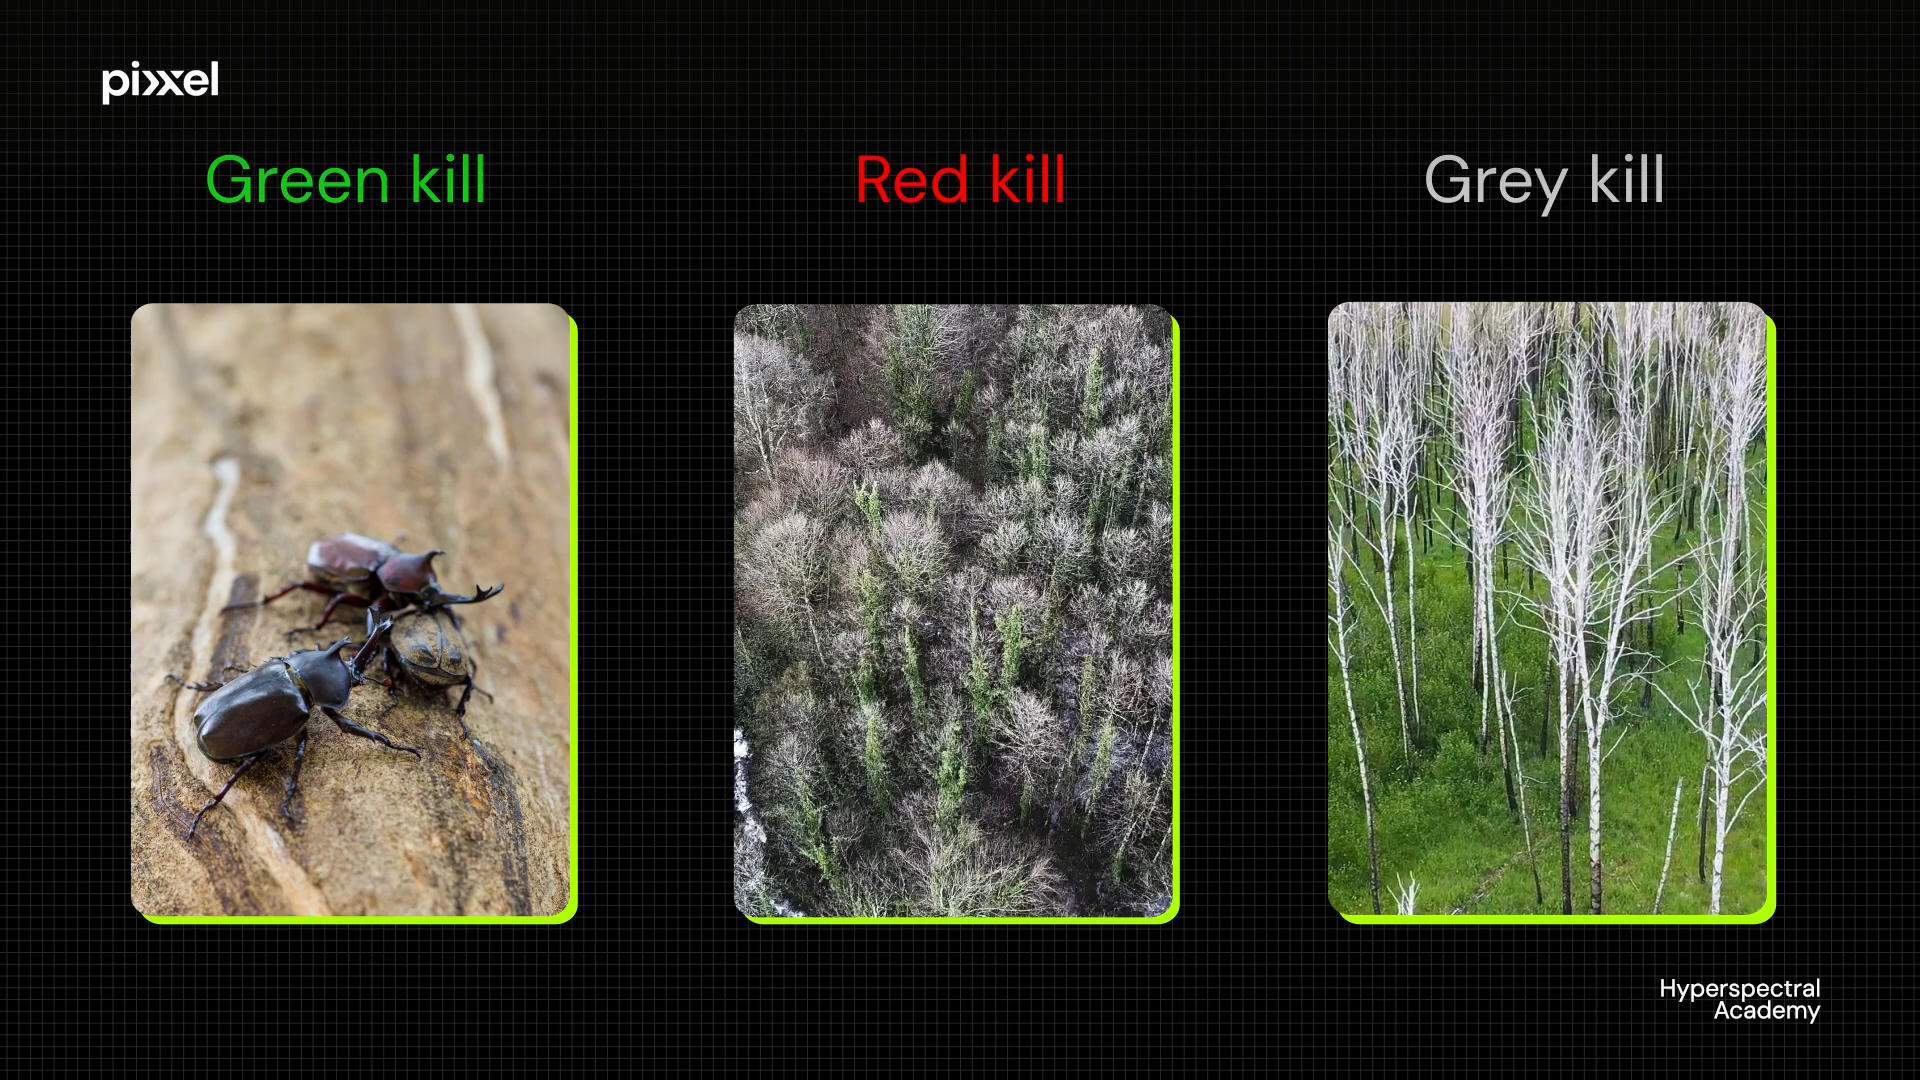 pixxel
Green kill
Red kill
Grey kill
Hyperspectral
Academy